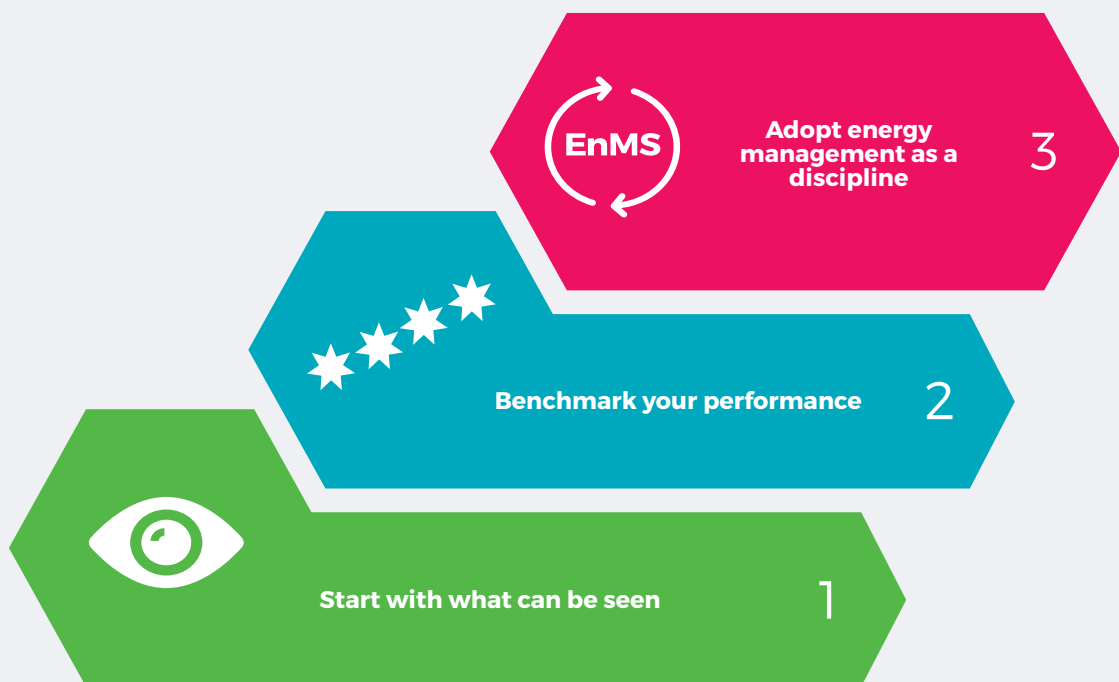 EnMS
Adopt energy
management as a
discipline
3
Benchmark your performance
2
Start with what can be seen
1